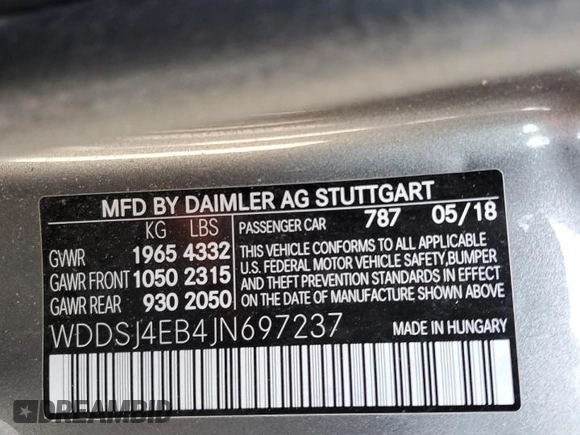 MFD BY DAIMLER AG STUTTGART
KG LBS PASSENGER CAR 787 05/18
GVWR 1965 4332
GAWR FRONT 1050 2315
GAWR REAR 930 2050
THIS VEHICLE CONFORMS TO ALL APPLICABLE
U.S. FEDERAL MOTOR VEHICLE SAFETY,BUMPER
AND THEFT PREVENTION STANDARDS IN EFFECT
ON THE DATE OF MANUFACTURE SHOWN ABOVE.
WDDSJ4EB4JN697237 MADE IN HUNGARY
DREAMBID